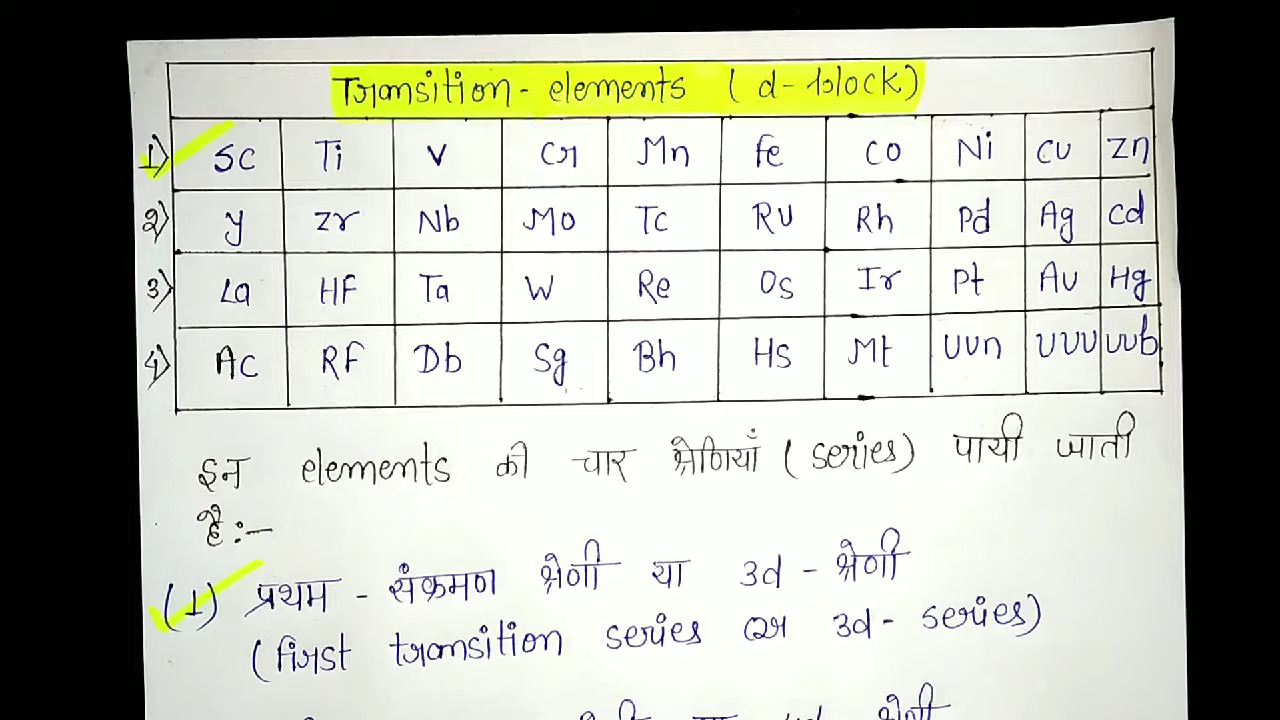 Transition - elements (d-block)
1) Sc Ti V Cr Mn Fe Co Ni Cu Zn
2) Y Zr Nb Mo Tc Ru Rh Pd Ag Cd
3) La HF Ta W Re Os Ir Pt Au Hg
4) Ac RF Db Sg Bh HS Mt UUn UUU UUb
इन elements की चार श्रेणियाँ (series) पायी जाती
है:-
(1) प्रथम - संक्रमण श्रेणी या 3d - श्रेणी
(first transition series or 3d- series)
श्रेणी या श्रेणी